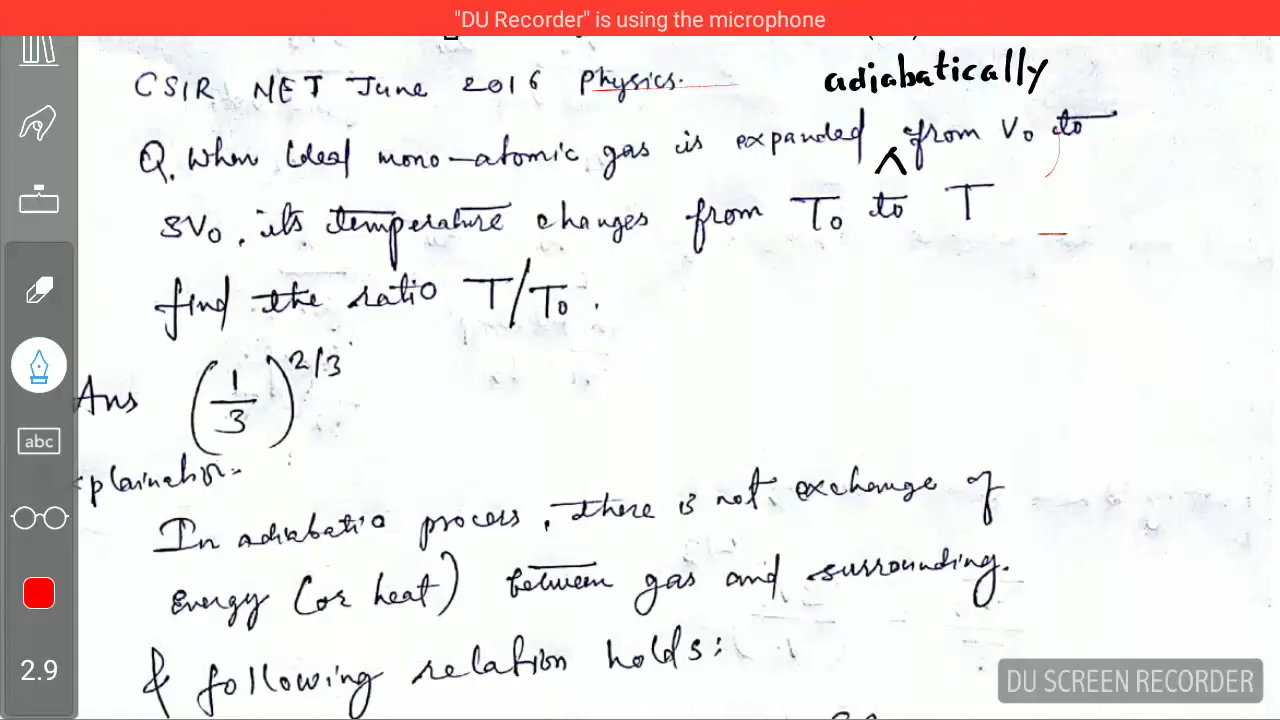 "DU Recorder" is using the microphone
CSIR NET June 2016 Physics.
adiabatically
Q. When Ideal mono-atomic gas is expanded ^ from V0 to
3V0, its temperature changes from T0 to T
find the ratio T/T0.
Ans (1/3)^2/3
xplaination-
In adiabatic process, there is not exchange of
Energy (or heat) between gas and surrounding.
& following relation holds:
abc
2.9
DU SCREEN RECORDER